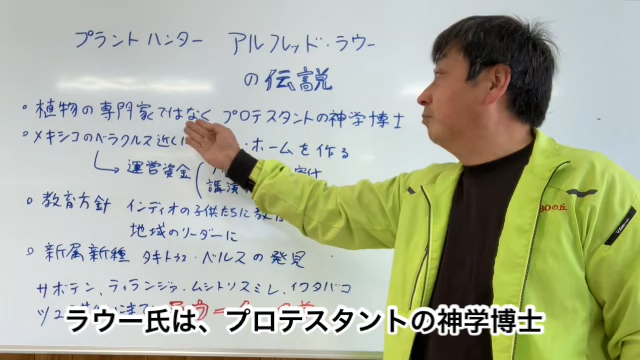 プラントハンター アルフレッド・ラウー
の伝説
○ 植物の専門家ではなく プロテスタントの神学博士
○ メキシコのベラクルス近くに ・ホームを作る
→ 運営資金
講演 寄付
○ 教育方針 インディオの子供たちに教育
地域のリーダーに
○ 新属新種 タキトゥス・ベルスの発見
サボテン、ティランジア・ムシトリスミレ、イワタバコ
ラウー氏は、プロテスタントの神学博士